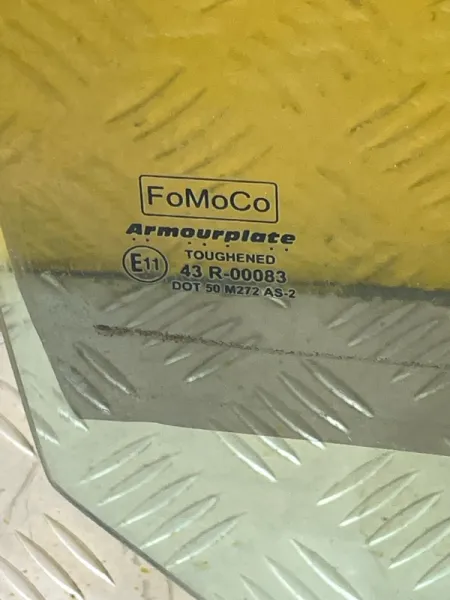 FoMoCo
Armourplate
TOUGHENED
E11 43 R-00083
DOT 50 M272 AS-2